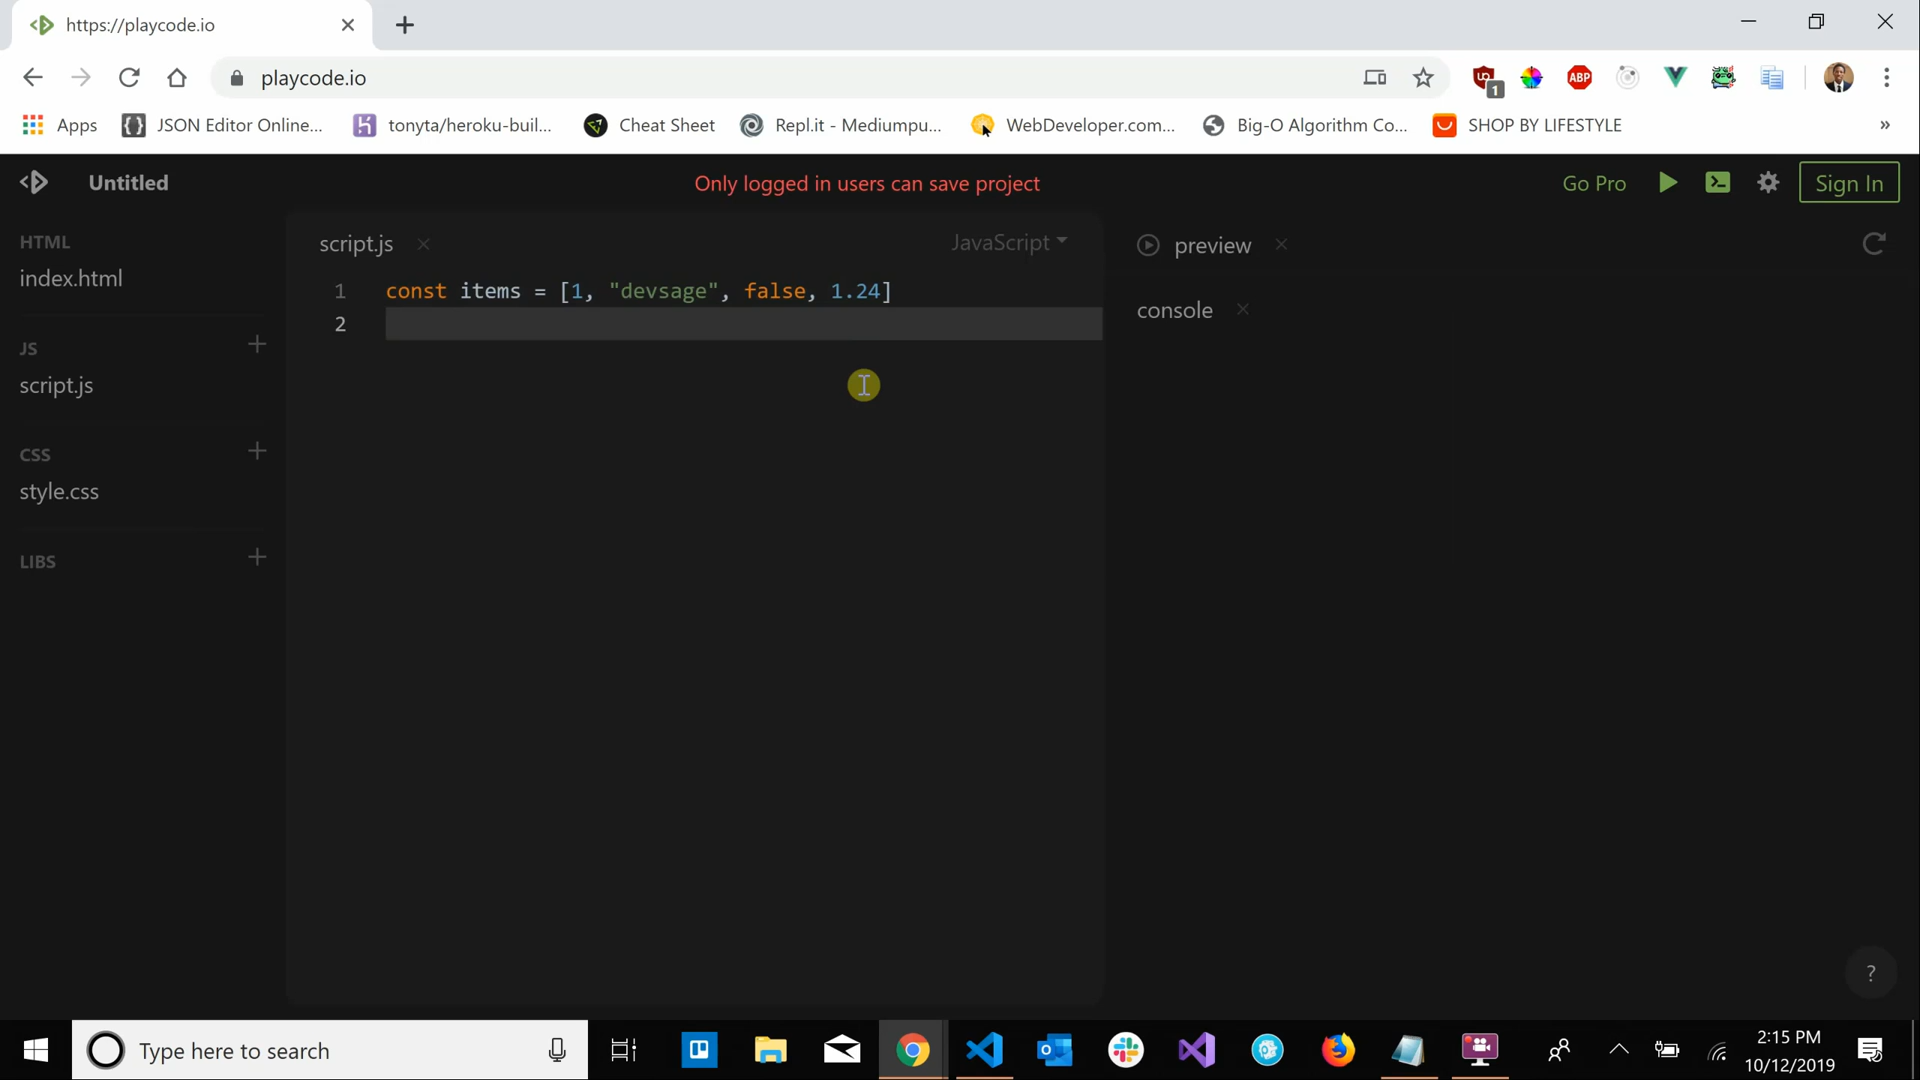 https://playcode.io
playcode.io
1
ABP
Apps
JSON Editor Online...
tonyta/heroku-buil...
Cheat Sheet
Repl.it - Mediumpu...
WebDeveloper.com...
Big-O Algorithm Co...
SHOP BY LIFESTYLE
»
Untitled
Only logged in users can save project
Go Pro
Sign In
HTML
index.html
JS
script.js
CSS
style.css
LIBS
script.js
JavaScript
1 const items = [1, "devsage", false, 1.24]
2
preview
console
?
Type here to search
2:15 PM
10/12/2019